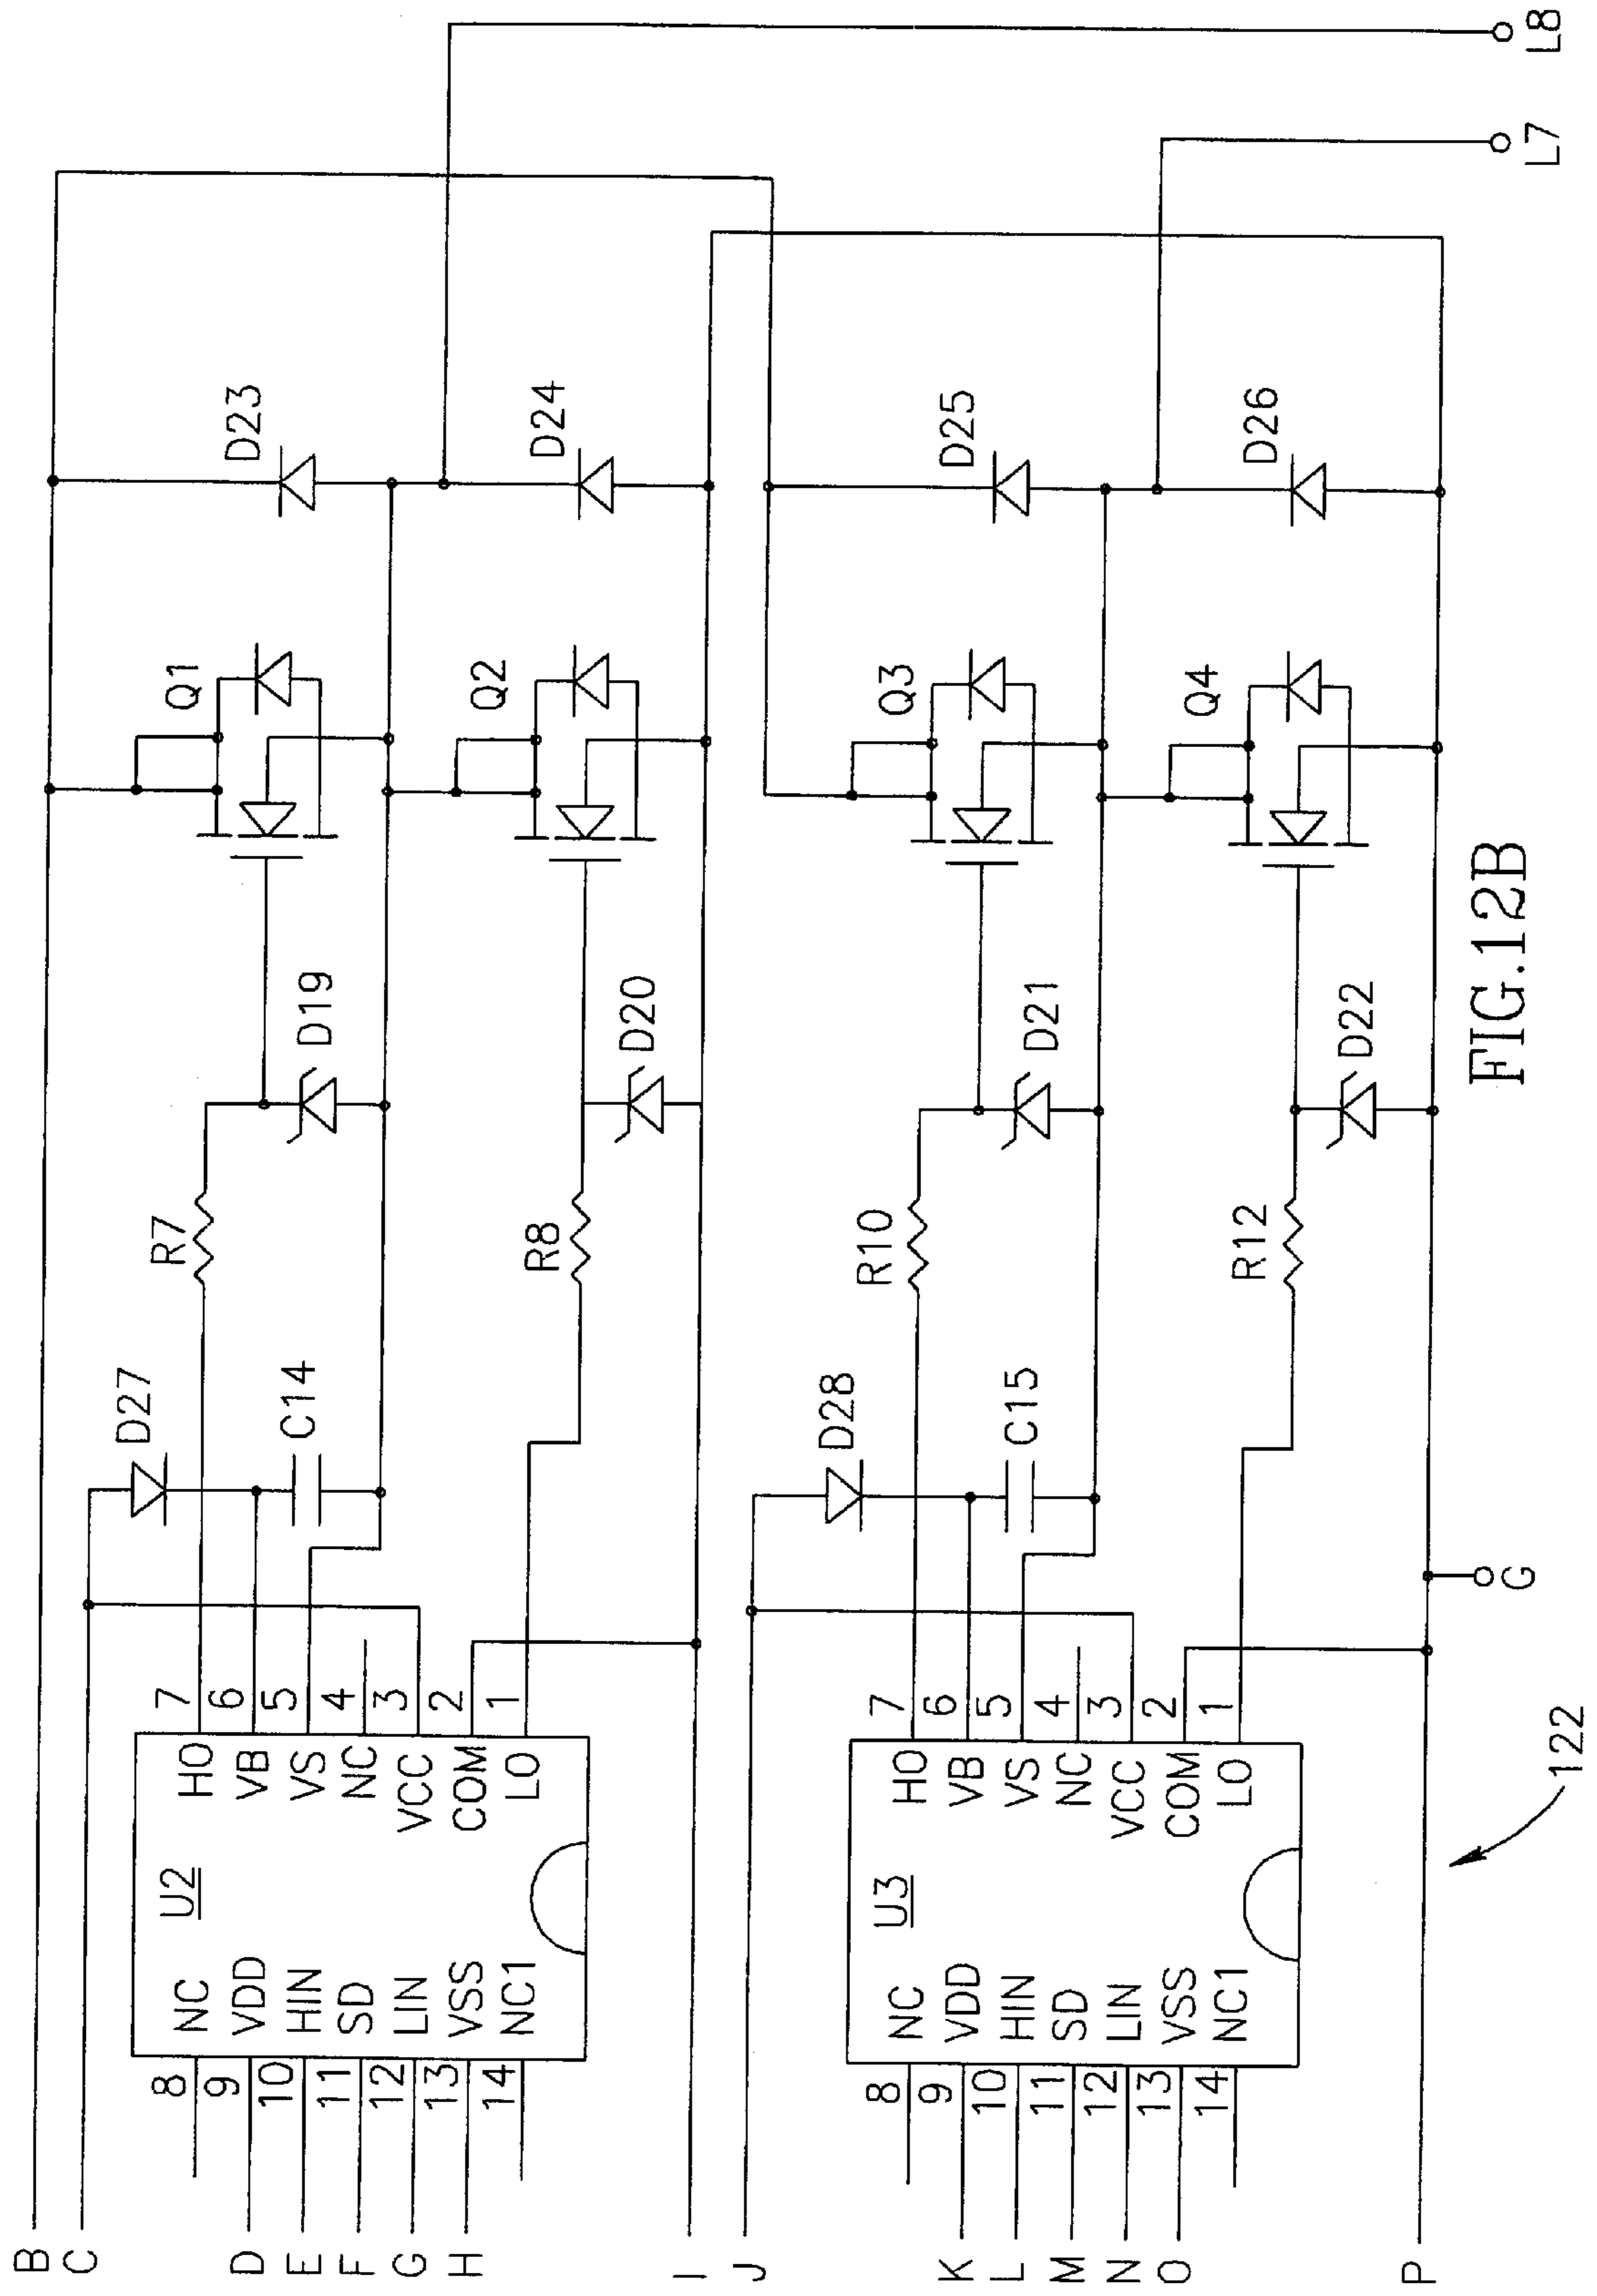 B
C
D
E
F
G
H
I
J
K
L
M
N
O
P
8
9
10
11
12
13
14
NC
VDD
HIN
SD
LIN
VSS
NC1
U2
HO
VB
VS
NC
VCC
COM
LO
7
6
5
4
3
2
1
D27
C14
R7
R8
D19
D20
Q1
Q2
D23
D24
8
9
10
11
12
13
14
NC
VDD
HIN
SD
LIN
VSS
NC1
U3
HO
VB
VS
NC
VCC
COM
LO
7
6
5
4
3
2
1
D28
C15
R10
R12
D21
D22
Q3
Q4
D25
D26
122
G
L7
L8
FIG.12B